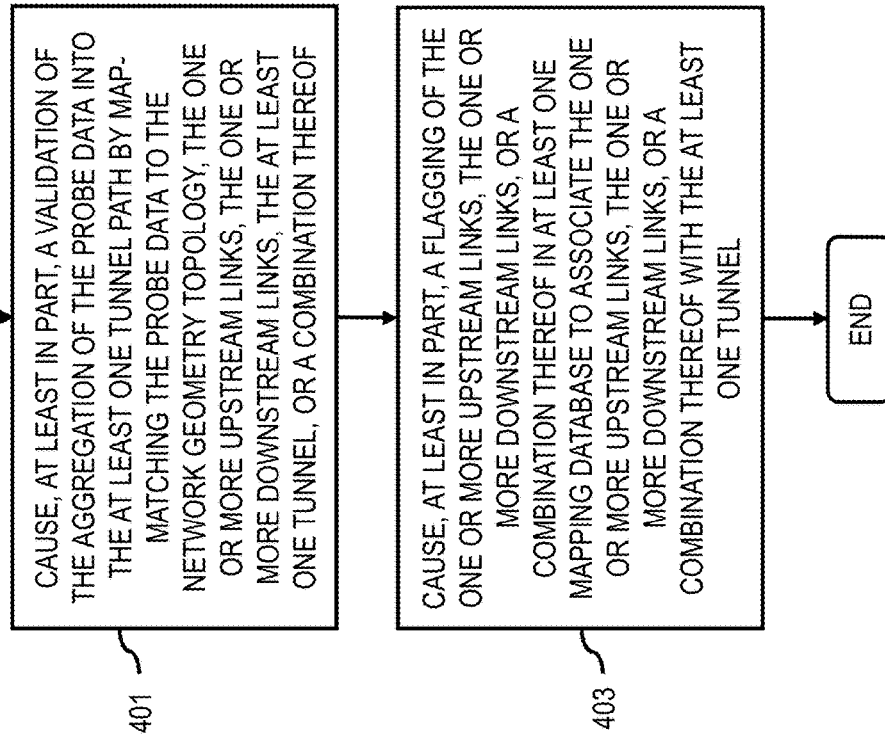 CAUSE, AT LEAST IN PART, A VALIDATION OF
THE AGGREGATION OF THE PROBE DATA INTO
THE AT LEAST ONE TUNNEL PATH BY MAP-
MATCHING THE PROBE DATA TO THE
NETWORK GEOMETRY TOPOLOGY, THE ONE
OR MORE UPSTREAM LINKS, THE ONE OR
MORE DOWNSTREAM LINKS, THE AT LEAST
ONE TUNNEL, OR A COMBINATION THEREOF
401
CAUSE, AT LEAST IN PART, A FLAGGING OF THE
ONE OR MORE UPSTREAM LINKS, THE ONE OR
MORE DOWNSTREAM LINKS, OR A
COMBINATION THEREOF IN AT LEAST ONE
MAPPING DATABASE TO ASSOCIATE THE ONE
OR MORE UPSTREAM LINKS, THE ONE OR
MORE DOWNSTREAM LINKS, OR A
COMBINATION THEREOF WITH THE AT LEAST
ONE TUNNEL
403
END